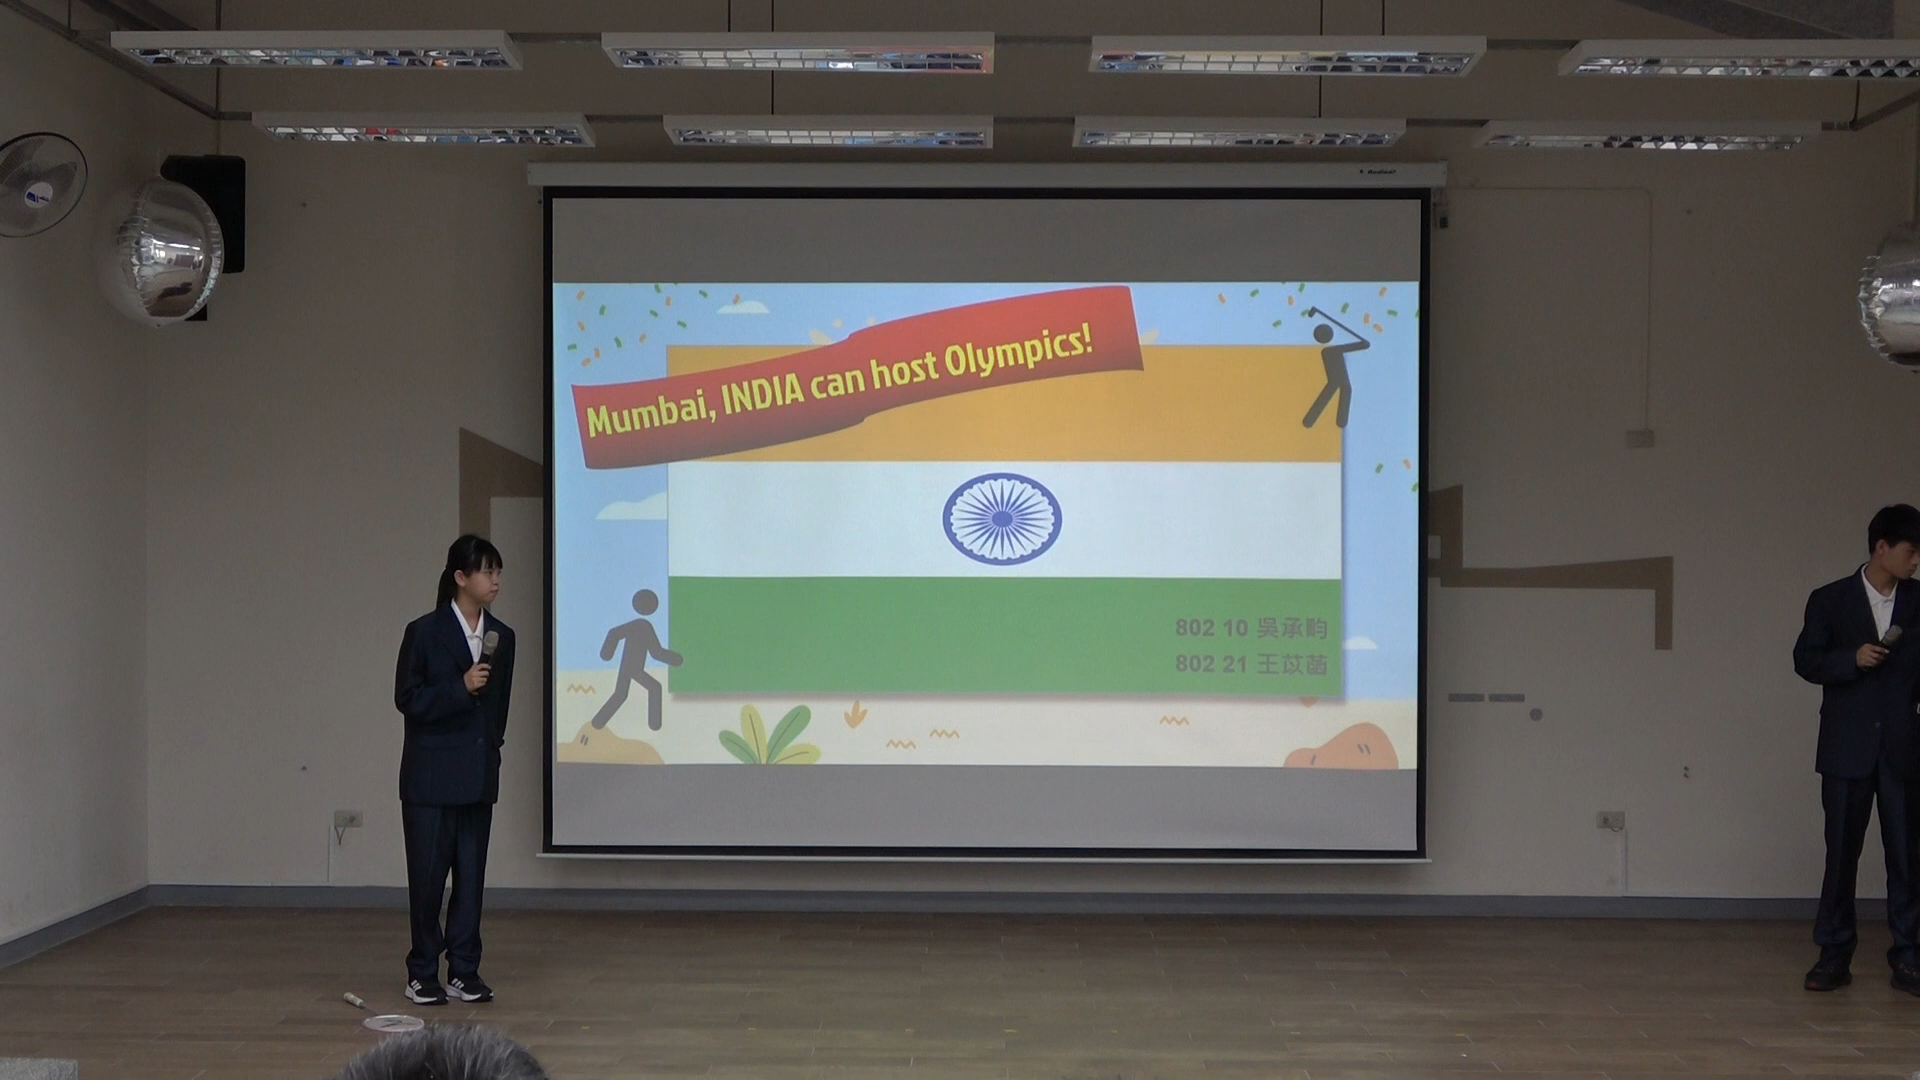 Mumbai, INDIA can host Olympics!
802 10 吳承畇
802 21 王苡菡